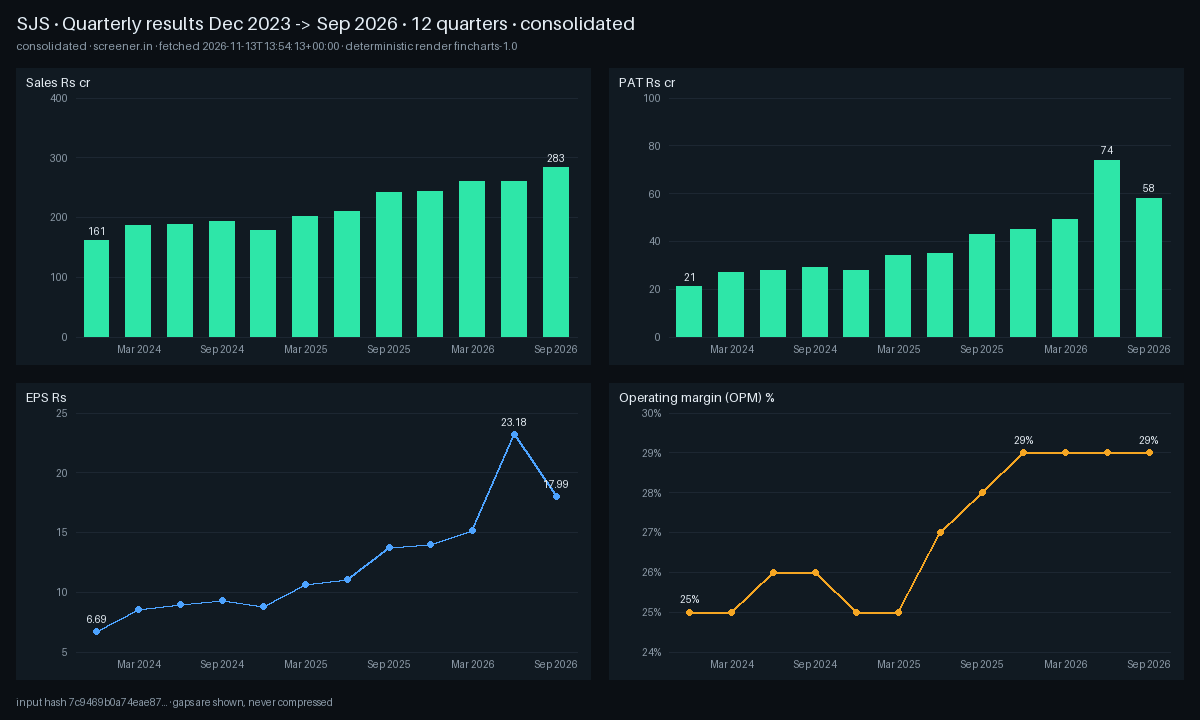 SJS · Quarterly results Dec 2023 -> Sep 2026 · 12 quarters · consolidated
consolidated · screener.in · fetched 2026-11-13T13:54:13+00:00 · deterministic render fincharts-1.0
Sales Rs cr
400
300
200
100
0
161
283
Mar 2024
Sep 2024
Mar 2025
Sep 2025
Mar 2026
Sep 2026
PAT Rs cr
100
80
60
40
20
0
21
74
58
Mar 2024
Sep 2024
Mar 2025
Sep 2025
Mar 2026
Sep 2026
EPS Rs
25
20
15
10
5
6.69
23.18
17.99
Mar 2024
Sep 2024
Mar 2025
Sep 2025
Mar 2026
Sep 2026
Operating margin (OPM) %
30%
29%
28%
27%
26%
25%
24%
25%
29%
29%
Mar 2024
Sep 2024
Mar 2025
Sep 2025
Mar 2026
Sep 2026
input hash 7c9469b0a74eae87… · gaps are shown, never compressed